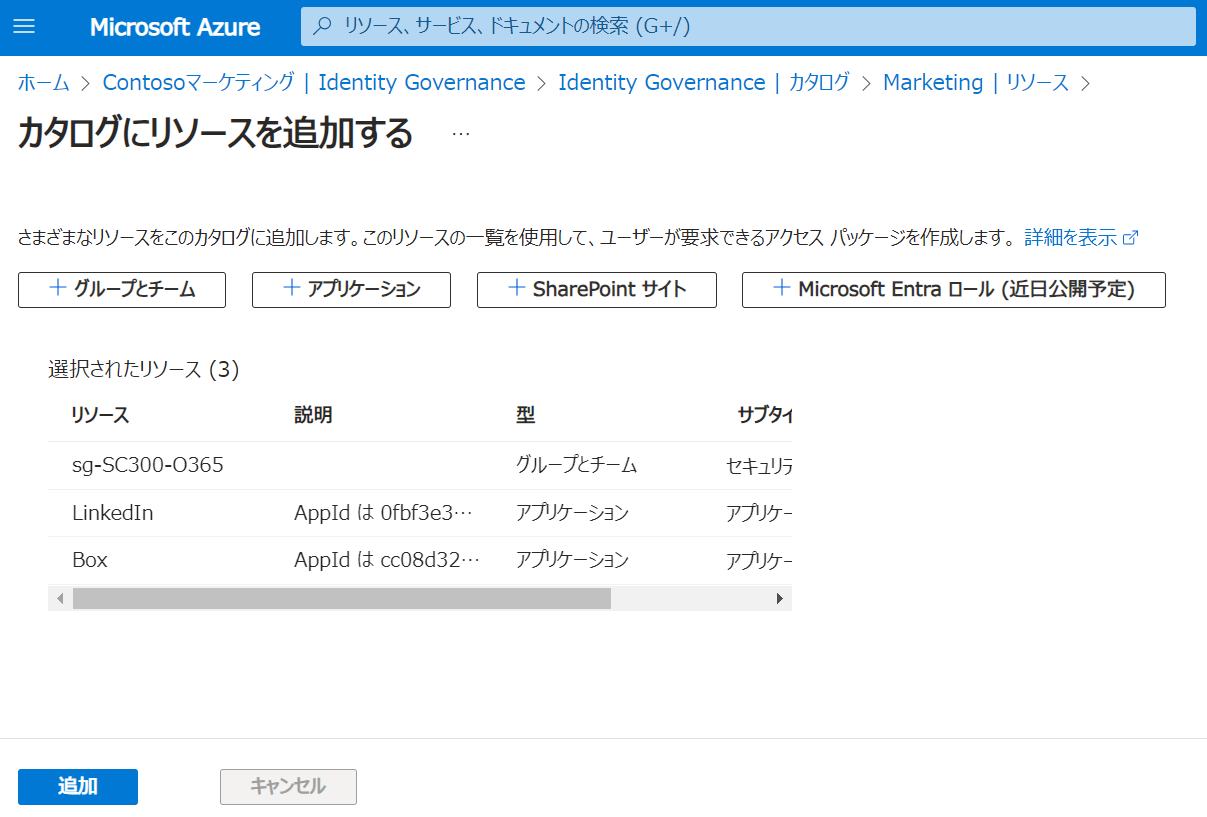 Microsoft Azure リソース、サービス、ドキュメントの検索 (G+/)
ホーム > Contosoマーケティング | Identity Governance > Identity Governance | カタログ > Marketing | リソース >
カタログにリソースを追加する ...
さまざまなリソースをこのカタログに追加します。このリソースの一覧を使用して、ユーザーが要求できるアクセス パッケージを作成します。 詳細を表示
+ グループとチーム + アプリケーション + SharePoint サイト + Microsoft Entra ロール (近日公開予定)
選択されたリソース (3)
リソース 説明 型 サブタイ
sg-SC300-O365 グループとチーム セキュリテ
LinkedIn AppId は 0fbf3e3… アプリケーション アプリケー
Box AppId は cc08d32… アプリケーション アプリケー
追加 キャンセル